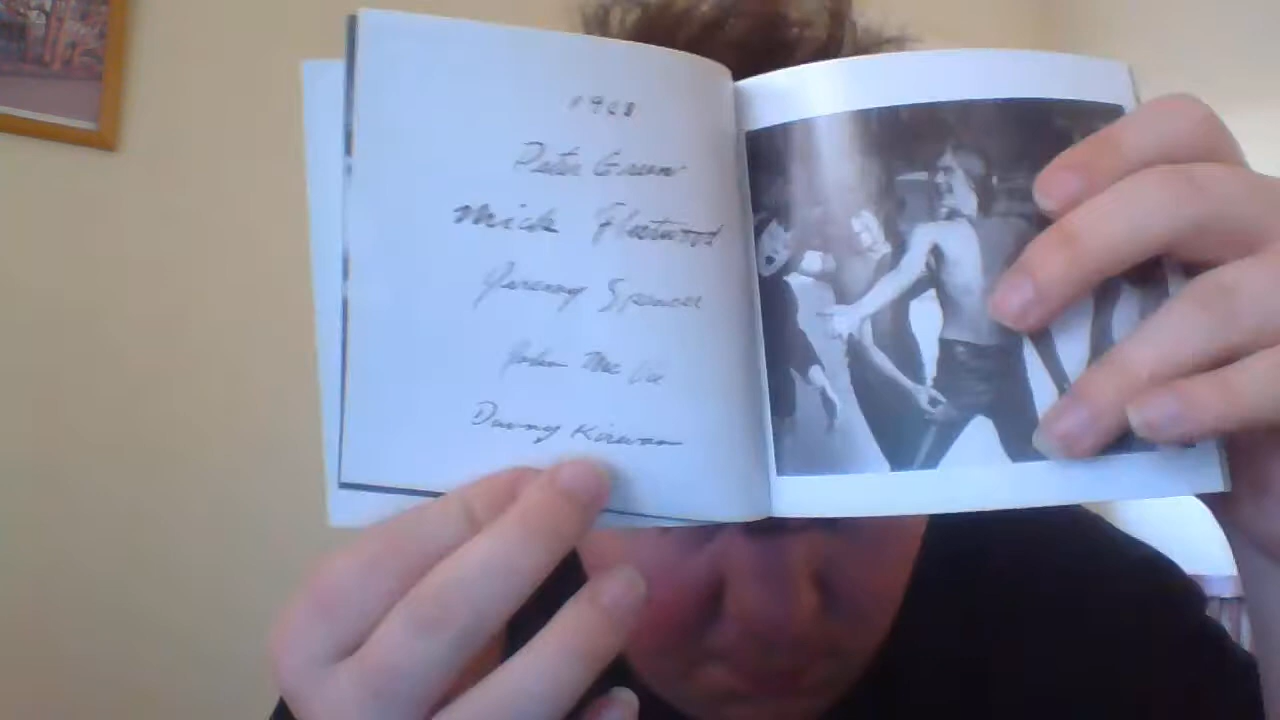 1968
Peter Green
Mick Fleetwood
Jeremy Spencer
John Mc Vie
Danny Kirwan